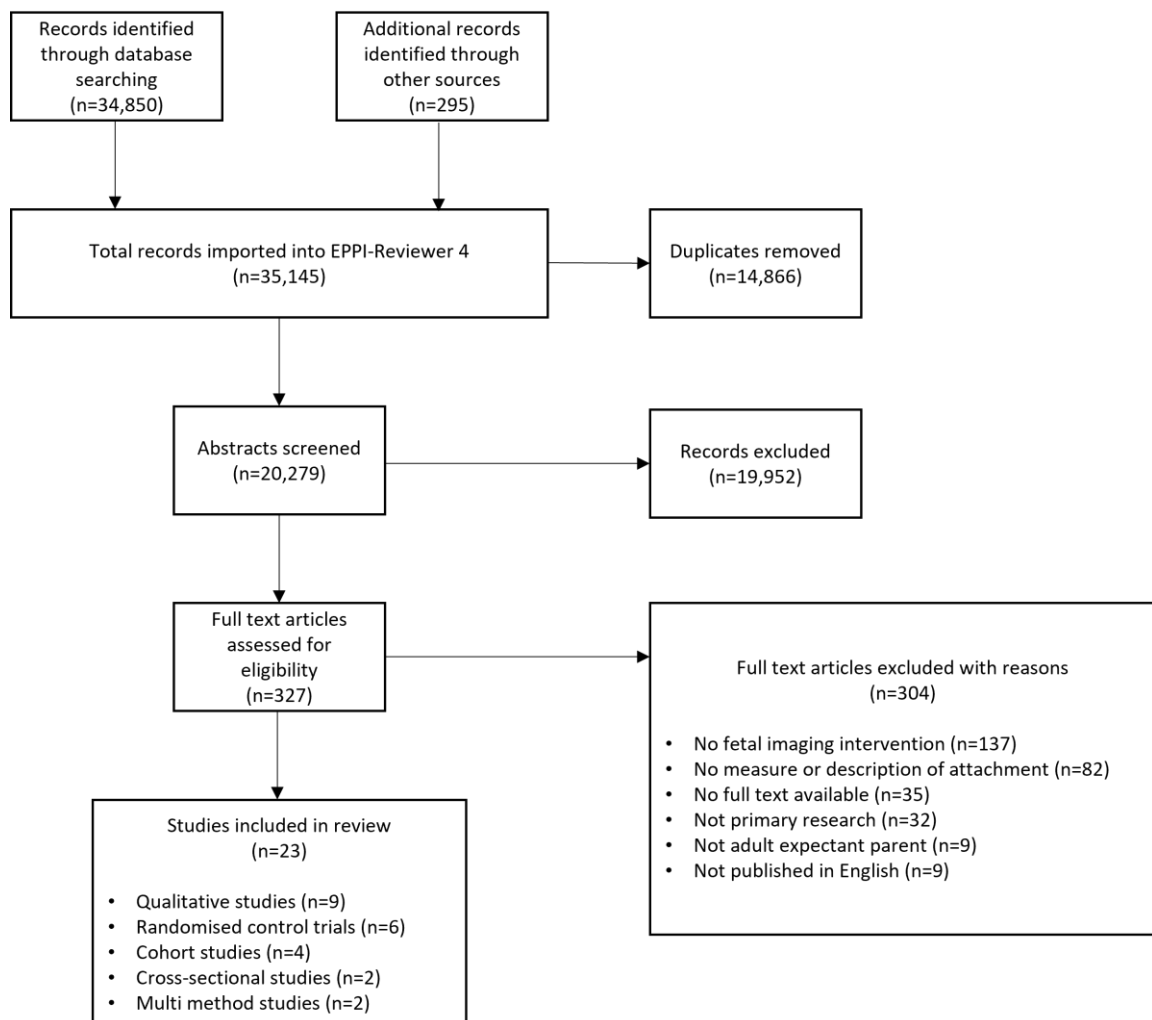 Records identified
through database
searching
(n=34,850)
Additional records
identified through
other sources
(n=295)
Total records imported into EPPI-Reviewer 4
(n=35,145)
Duplicates removed
(n=14,866)
Abstracts screened
(n=20,279)
Records excluded
(n=19,952)
Full text articles
assessed for
eligibility
(n=327)
Full text articles excluded with reasons
(n=304)
• No fetal imaging intervention (n=137)
• No measure or description of attachment (n=82)
• No full text available (n=35)
• Not primary research (n=32)
• Not adult expectant parent (n=9)
• Not published in English (n=9)
Studies included in review
(n=23)
• Qualitative studies (n=9)
• Randomised control trials (n=6)
• Cohort studies (n=4)
• Cross-sectional studies (n=2)
• Multi method studies (n=2)